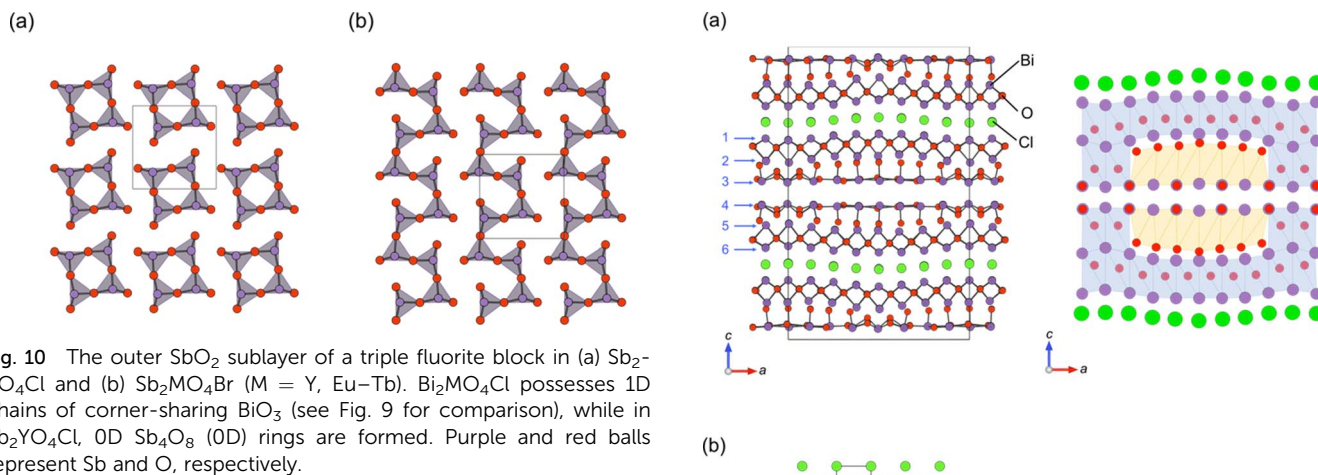 (a)
(b)
ig. 10 The outer SbO₂ sublayer of a triple fluorite block in (a) Sb₂-
O₄Cl and (b) Sb₂MO₄Br (M = Y, Eu–Tb). Bi₂MO₄Cl possesses 1D
hains of corner-sharing BiO₃ (see Fig. 9 for comparison), while in
b₂YO₄Cl, 0D Sb₄O₈ (0D) rings are formed. Purple and red balls
epresent Sb and O, respectively.
(a)
Bi
O
Cl
1
2
3
4
5
6
c
a
c
a
(b)